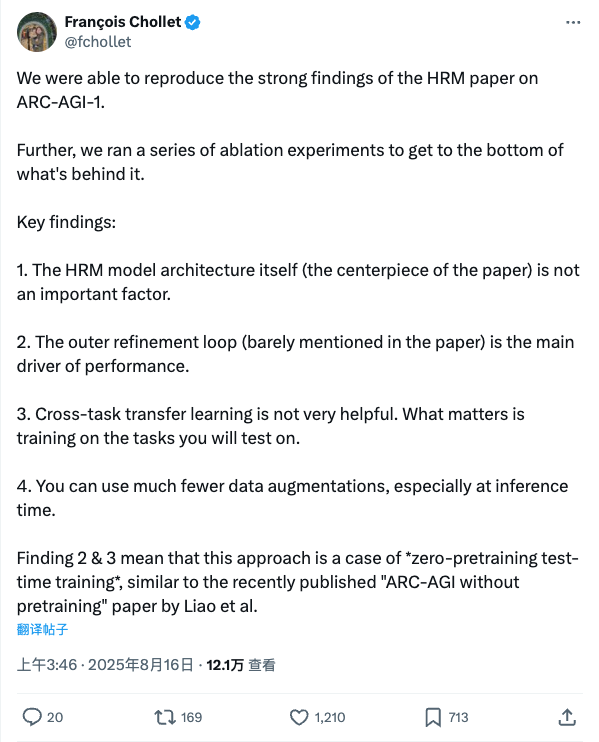 François Chollet
@fchollet
We were able to reproduce the strong findings of the HRM paper on
ARC-AGI-1.
Further, we ran a series of ablation experiments to get to the bottom of
what's behind it.
Key findings:
1. The HRM model architecture itself (the centerpiece of the paper) is not
an important factor.
2. The outer refinement loop (barely mentioned in the paper) is the main
driver of performance.
3. Cross-task transfer learning is not very helpful. What matters is
training on the tasks you will test on.
4. You can use much fewer data augmentations, especially at inference
time.
Finding 2 & 3 mean that this approach is a case of *zero-pretraining test-
time training*, similar to the recently published "ARC-AGI without
pretraining" paper by Liao et al.
翻译帖子
上午3:46 · 2025年8月16日 · 12.1万 查看
20 169 1,210 713